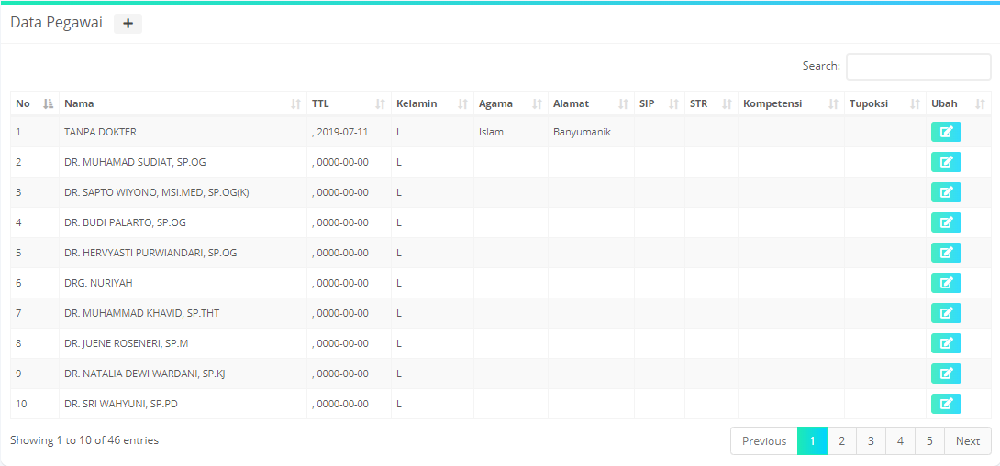 Data Pegawai +
Search:
No Nama TTL Kelamin Agama Alamat SIP STR Kompetensi Tupoksi Ubah
1 TANPA DOKTER , 2019-07-11 L Islam Banyumanik
2 DR. MUHAMAD SUDIAT, SP.OG , 0000-00-00 L
3 DR. SAPTO WIYONO, MSI.MED, SP.OG(K) , 0000-00-00 L
4 DR. BUDI PALARTO, SP.OG , 0000-00-00 L
5 DR. HERVYASTI PURWIANDARI, SP.OG , 0000-00-00 L
6 DRG. NURIYAH , 0000-00-00 L
7 DR. MUHAMMAD KHAVID, SP.THT , 0000-00-00 L
8 DR. JUENE ROSENERI, SP.M , 0000-00-00 L
9 DR. NATALIA DEWI WARDANI, SP.KJ , 0000-00-00 L
10 DR. SRI WAHYUNI, SP.PD , 0000-00-00 L
Showing 1 to 10 of 46 entries Previous 1 2 3 4 5 Next